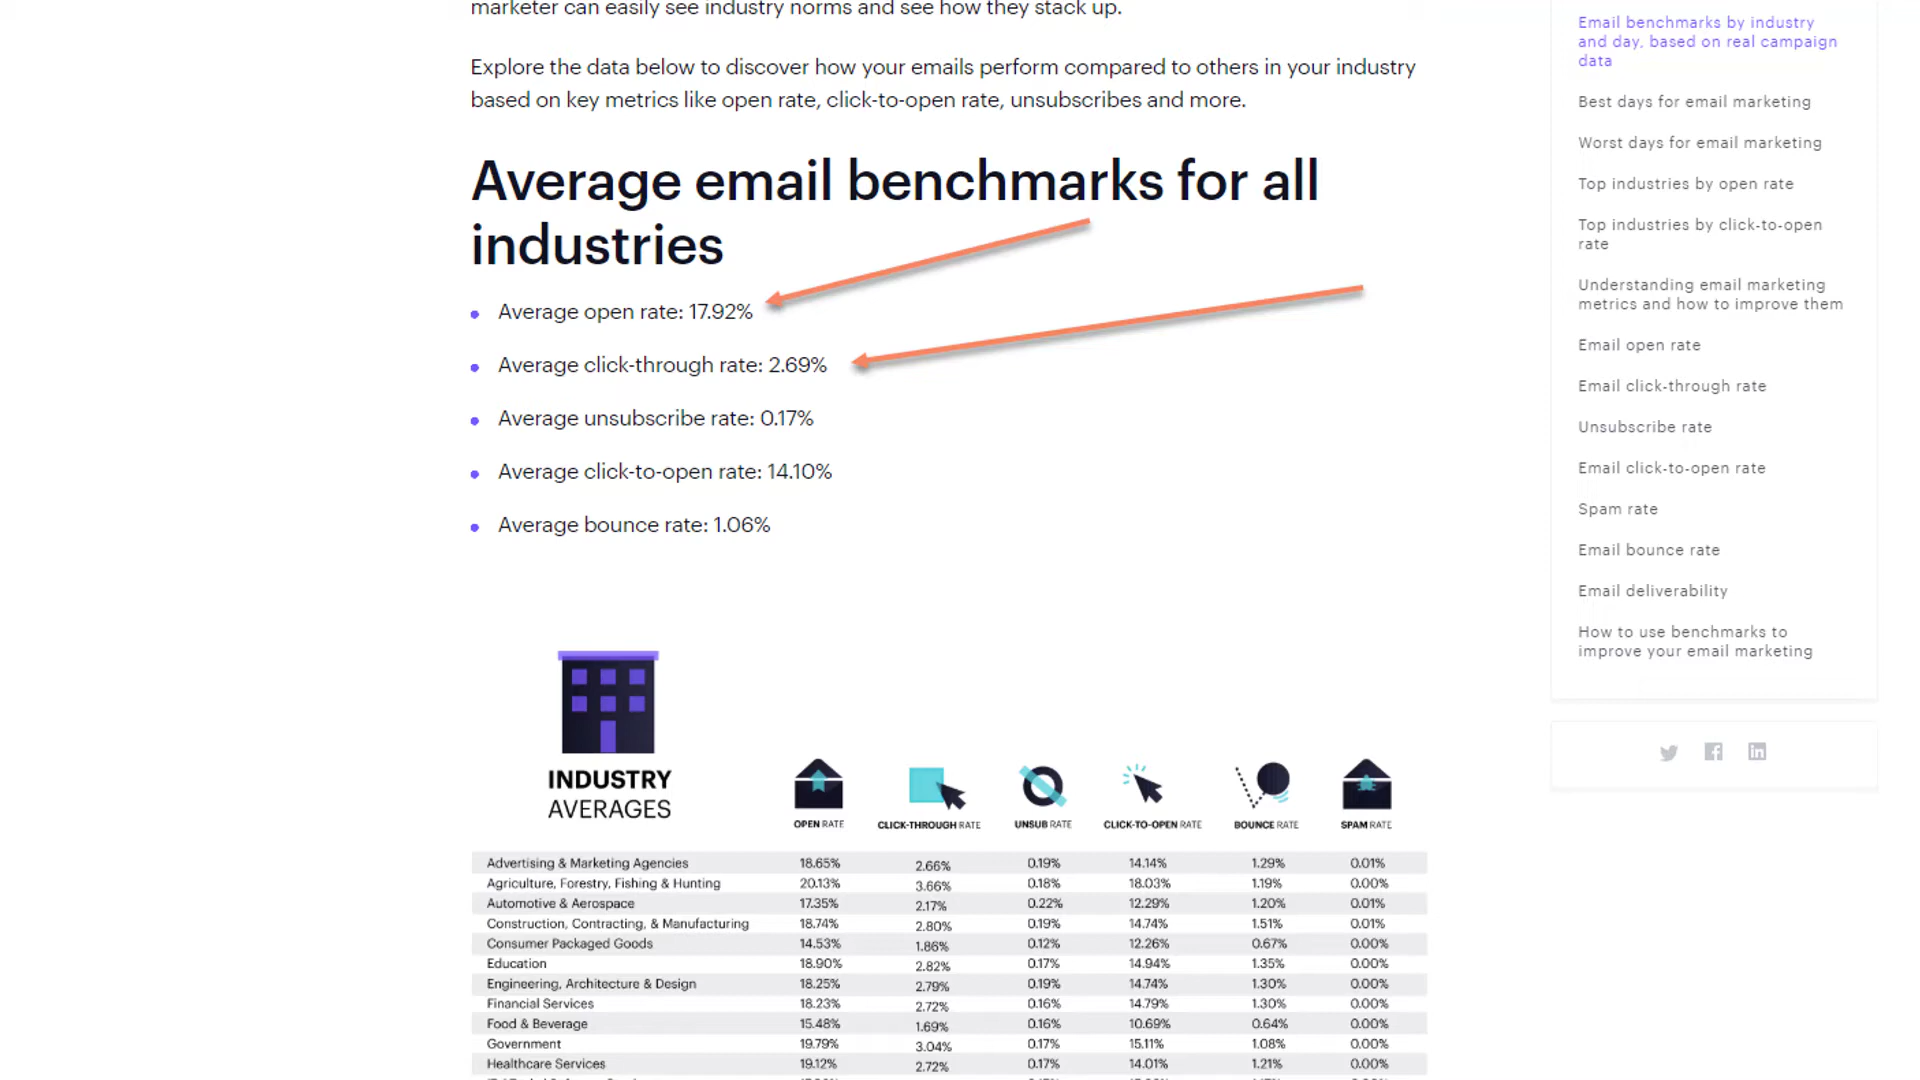 marketer can easily see industry norms and see how they stack up.
Explore the data below to discover how your emails perform compared to others in your industry
based on key metrics like open rate, click-to-open rate, unsubscribes and more.
Average email benchmarks for all
industries
Average open rate: 17.92%
Average click-through rate: 2.69%
Average unsubscribe rate: 0.17%
Average click-to-open rate: 14.10%
Average bounce rate: 1.06%
INDUSTRY
AVERAGES
OPEN RATE CLICK-THROUGH RATE UNSUB RATE CLICK-TO-OPEN RATE BOUNCE RATE SPAM RATE
Advertising & Marketing Agencies 18.65% 2.66% 0.19% 14.14% 1.29% 0.01%
Agriculture, Forestry, Fishing & Hunting 20.13% 3.66% 0.18% 18.03% 1.19% 0.00%
Automotive & Aerospace 17.35% 2.17% 0.22% 12.29% 1.20% 0.01%
Construction, Contracting, & Manufacturing 18.74% 2.80% 0.19% 14.74% 1.51% 0.01%
Consumer Packaged Goods 14.53% 1.86% 0.12% 12.26% 0.67% 0.00%
Education 18.90% 2.82% 0.17% 14.94% 1.35% 0.00%
Engineering, Architecture & Design 18.25% 2.79% 0.19% 14.74% 1.30% 0.00%
Financial Services 18.23% 2.72% 0.16% 14.79% 1.30% 0.00%
Food & Beverage 15.48% 1.69% 0.16% 10.69% 0.64% 0.00%
Government 19.79% 3.04% 0.17% 15.11% 1.08% 0.00%
Healthcare Services 19.12% 2.72% 0.17% 14.01% 1.21% 0.00%
Email benchmarks by industry
and day, based on real campaign
data
Best days for email marketing
Worst days for email marketing
Top industries by open rate
Top industries by click-to-open
rate
Understanding email marketing
metrics and how to improve them
Email open rate
Email click-through rate
Unsubscribe rate
Email click-to-open rate
Spam rate
Email bounce rate
Email deliverability
How to use benchmarks to
improve your email marketing